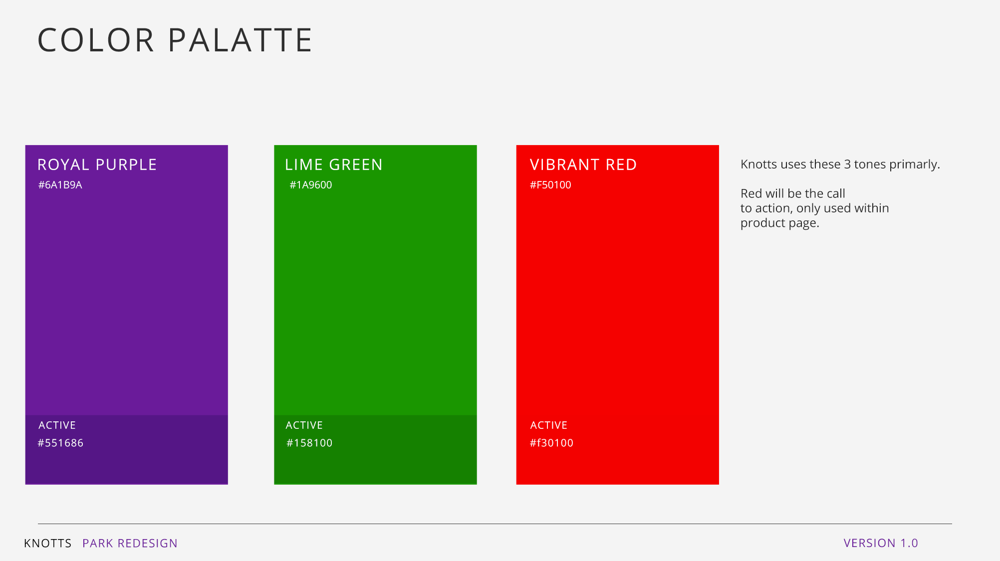 COLOR PALATTE
ROYAL PURPLE
#6A1B9A
ACTIVE
#551686
LIME GREEN
#1A9600
ACTIVE
#158100
VIBRANT RED
#F50100
ACTIVE
#f30100
Knotts uses these 3 tones primarly.
Red will be the call
to action, only used within
product page.
KNOTTS PARK REDESIGN
VERSION 1.0